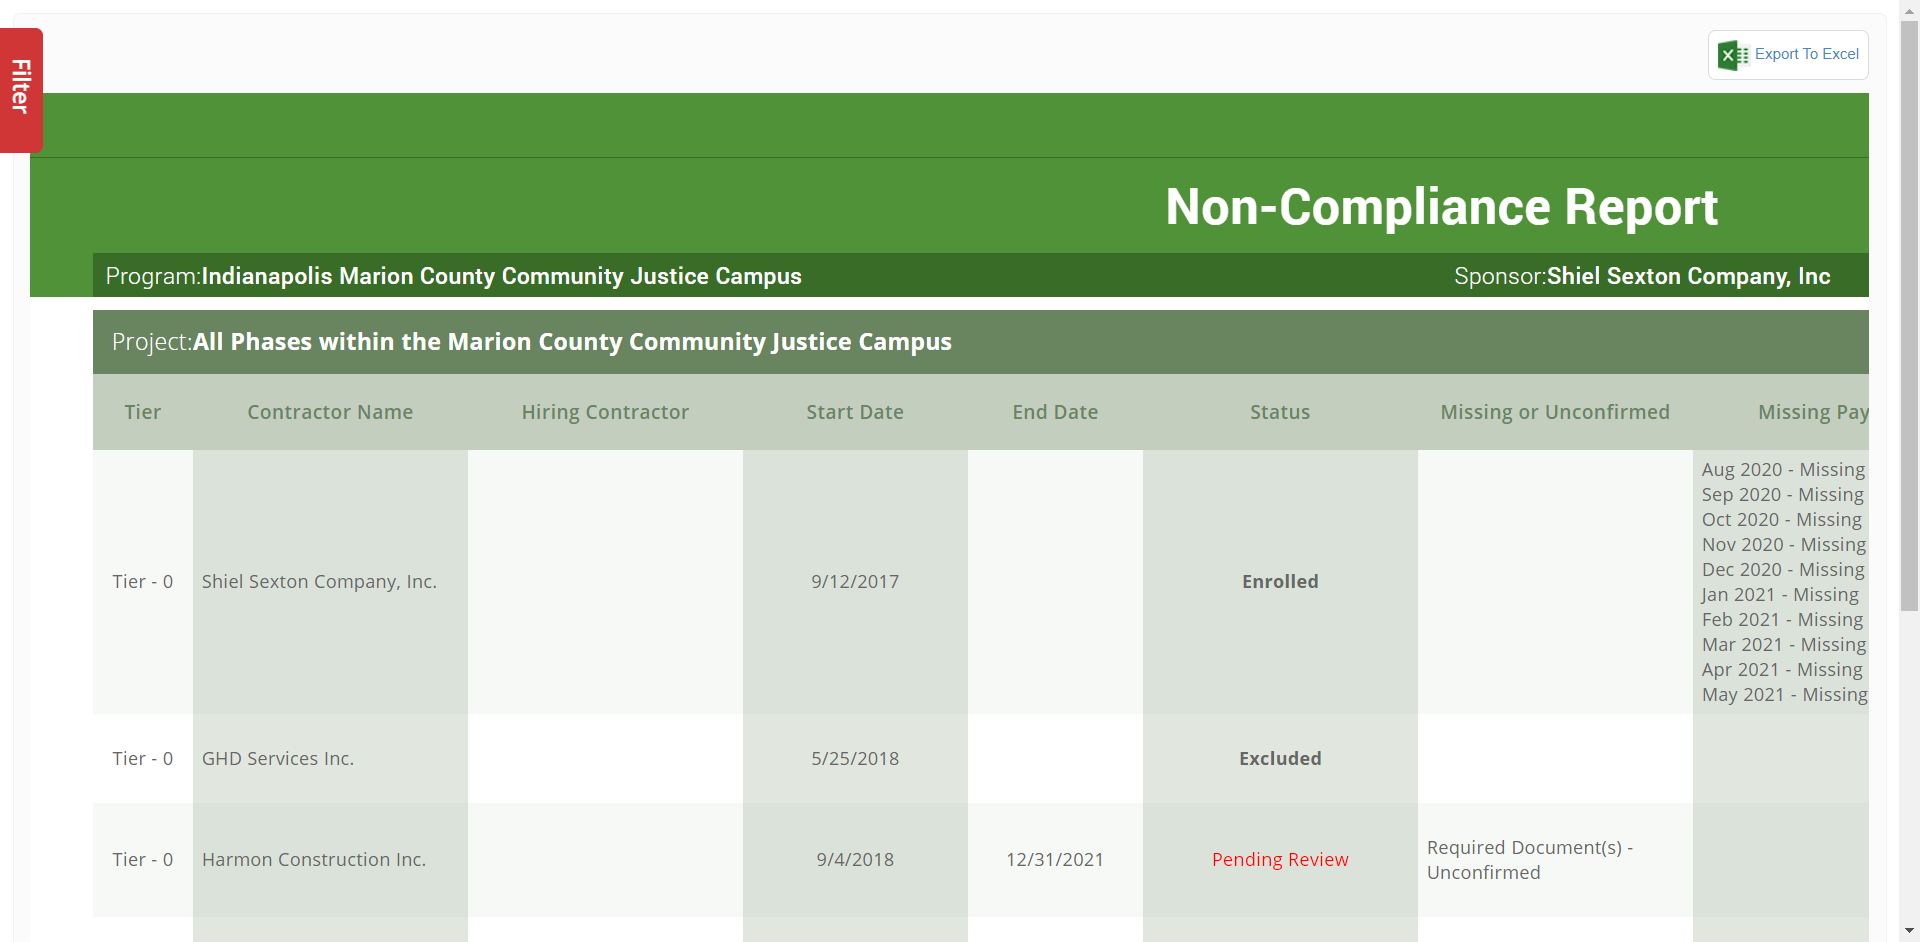 Filter
Export To Excel
Non-Compliance Report
Program:Indianapolis Marion County Community Justice Campus
Sponsor:Shiel Sexton Company, Inc
Project:All Phases within the Marion County Community Justice Campus
Tier
Contractor Name
Hiring Contractor
Start Date
End Date
Status
Missing or Unconfirmed
Missing Pay
Tier - 0
Shiel Sexton Company, Inc.
9/12/2017
Enrolled
Aug 2020 - Missing
Sep 2020 - Missing
Oct 2020 - Missing
Nov 2020 - Missing
Dec 2020 - Missing
Jan 2021 - Missing
Feb 2021 - Missing
Mar 2021 - Missing
Apr 2021 - Missing
May 2021 - Missing
Tier - 0
GHD Services Inc.
5/25/2018
Excluded
Tier - 0
Harmon Construction Inc.
9/4/2018
12/31/2021
Pending Review
Required Document(s) -
Unconfirmed